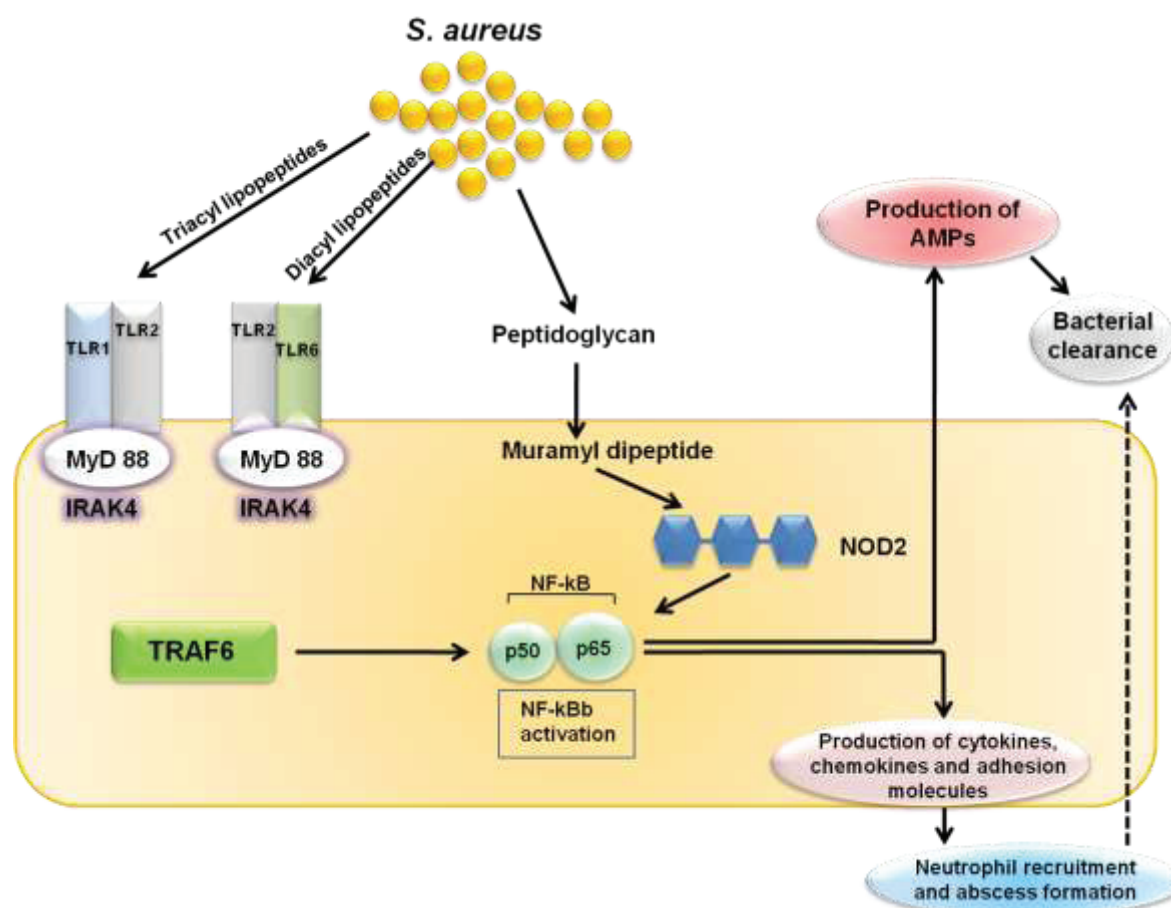 S. aureus
Triacyl lipopeptides
Diacyl lipopeptides
Production of
AMPs
Bacterial
clearance
TLR1
TLR2
TLR2
TLR6
Peptidoglycan
MyD 88
MyD 88
IRAK4
IRAK4
Muramyl dipeptide
NOD2
NF-kB
TRAF6
p50
p65
NF-kBb
activation
Production of cytokines,
chemokines and adhesion
molecules
Neutrophil recruitment
and abscess formation